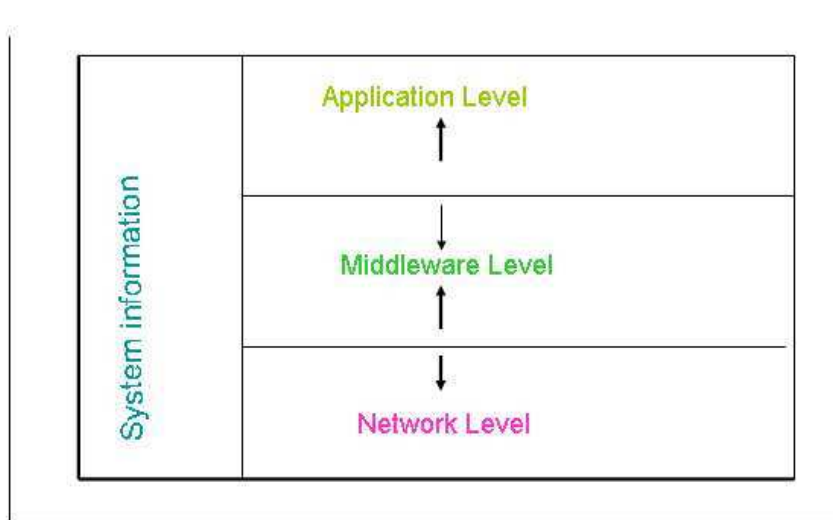 System information
Application Level
Middleware Level
Network Level